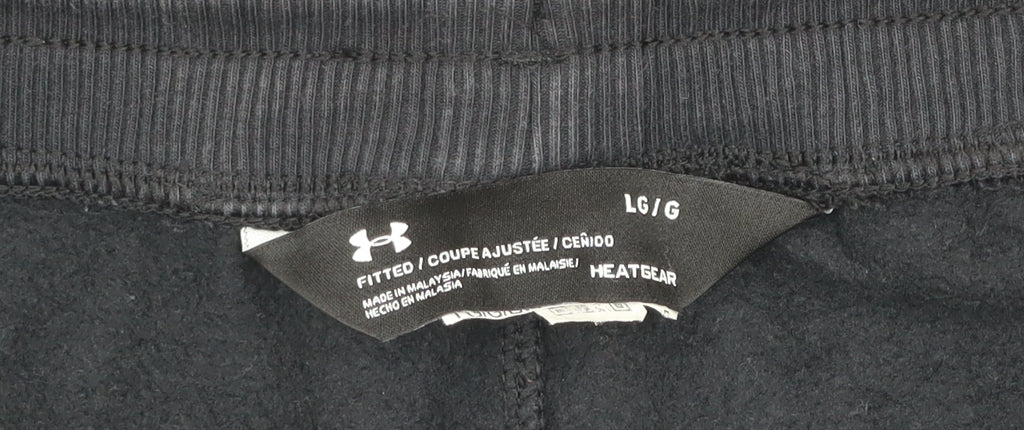 LG/G
FITTED / COUPE AJUSTÉE / CEÑIDO
MADE IN MALAYSIA/ FABRIQUÉ EN MALAISIE/
HECHO EN MALASIA
HEATGEAR